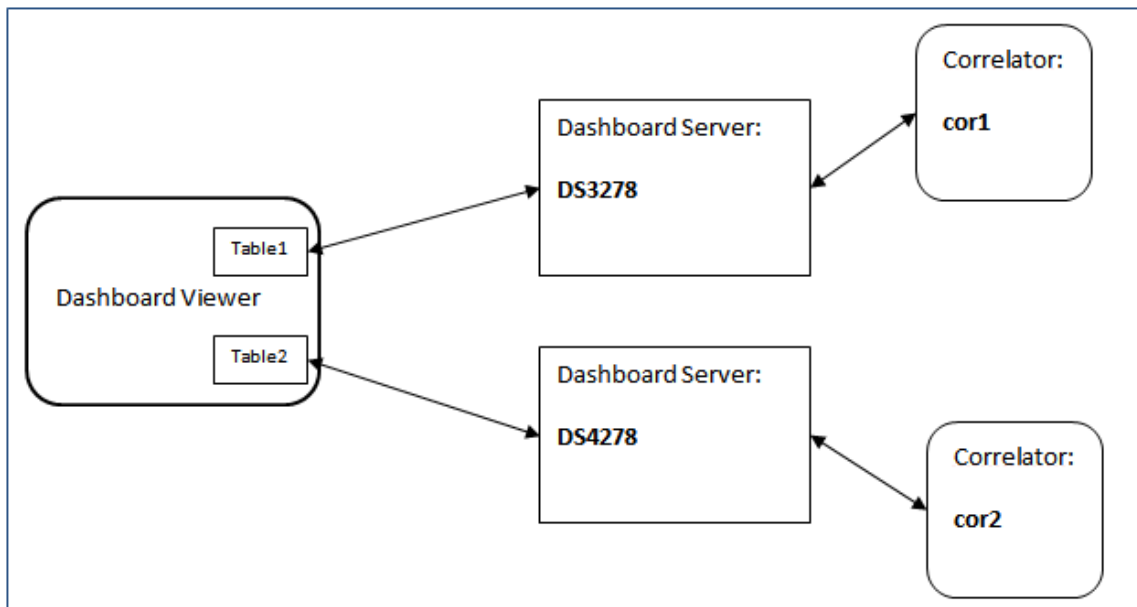 Correlator:
cor1
Dashboard Server:
DS3278
Table1
Dashboard Viewer
Table2
Dashboard Server:
DS4278
Correlator:
cor2